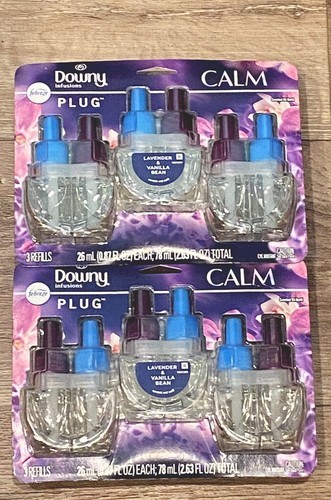 Downy
Infusions
CALM
febreze
PLUG™
LAVENDER
&
VANILLA
BEAN
3 REFILLS
26 mL (0.87 FL OZ) EACH; 78 mL (2.63 FL OZ) TOTAL
Downy
Infusions
CALM
febreze
PLUG™
LAVENDER
&
VANILLA
BEAN
3 REFILLS
26 mL (0.87 FL OZ) EACH; 78 mL (2.63 FL OZ) TOTAL